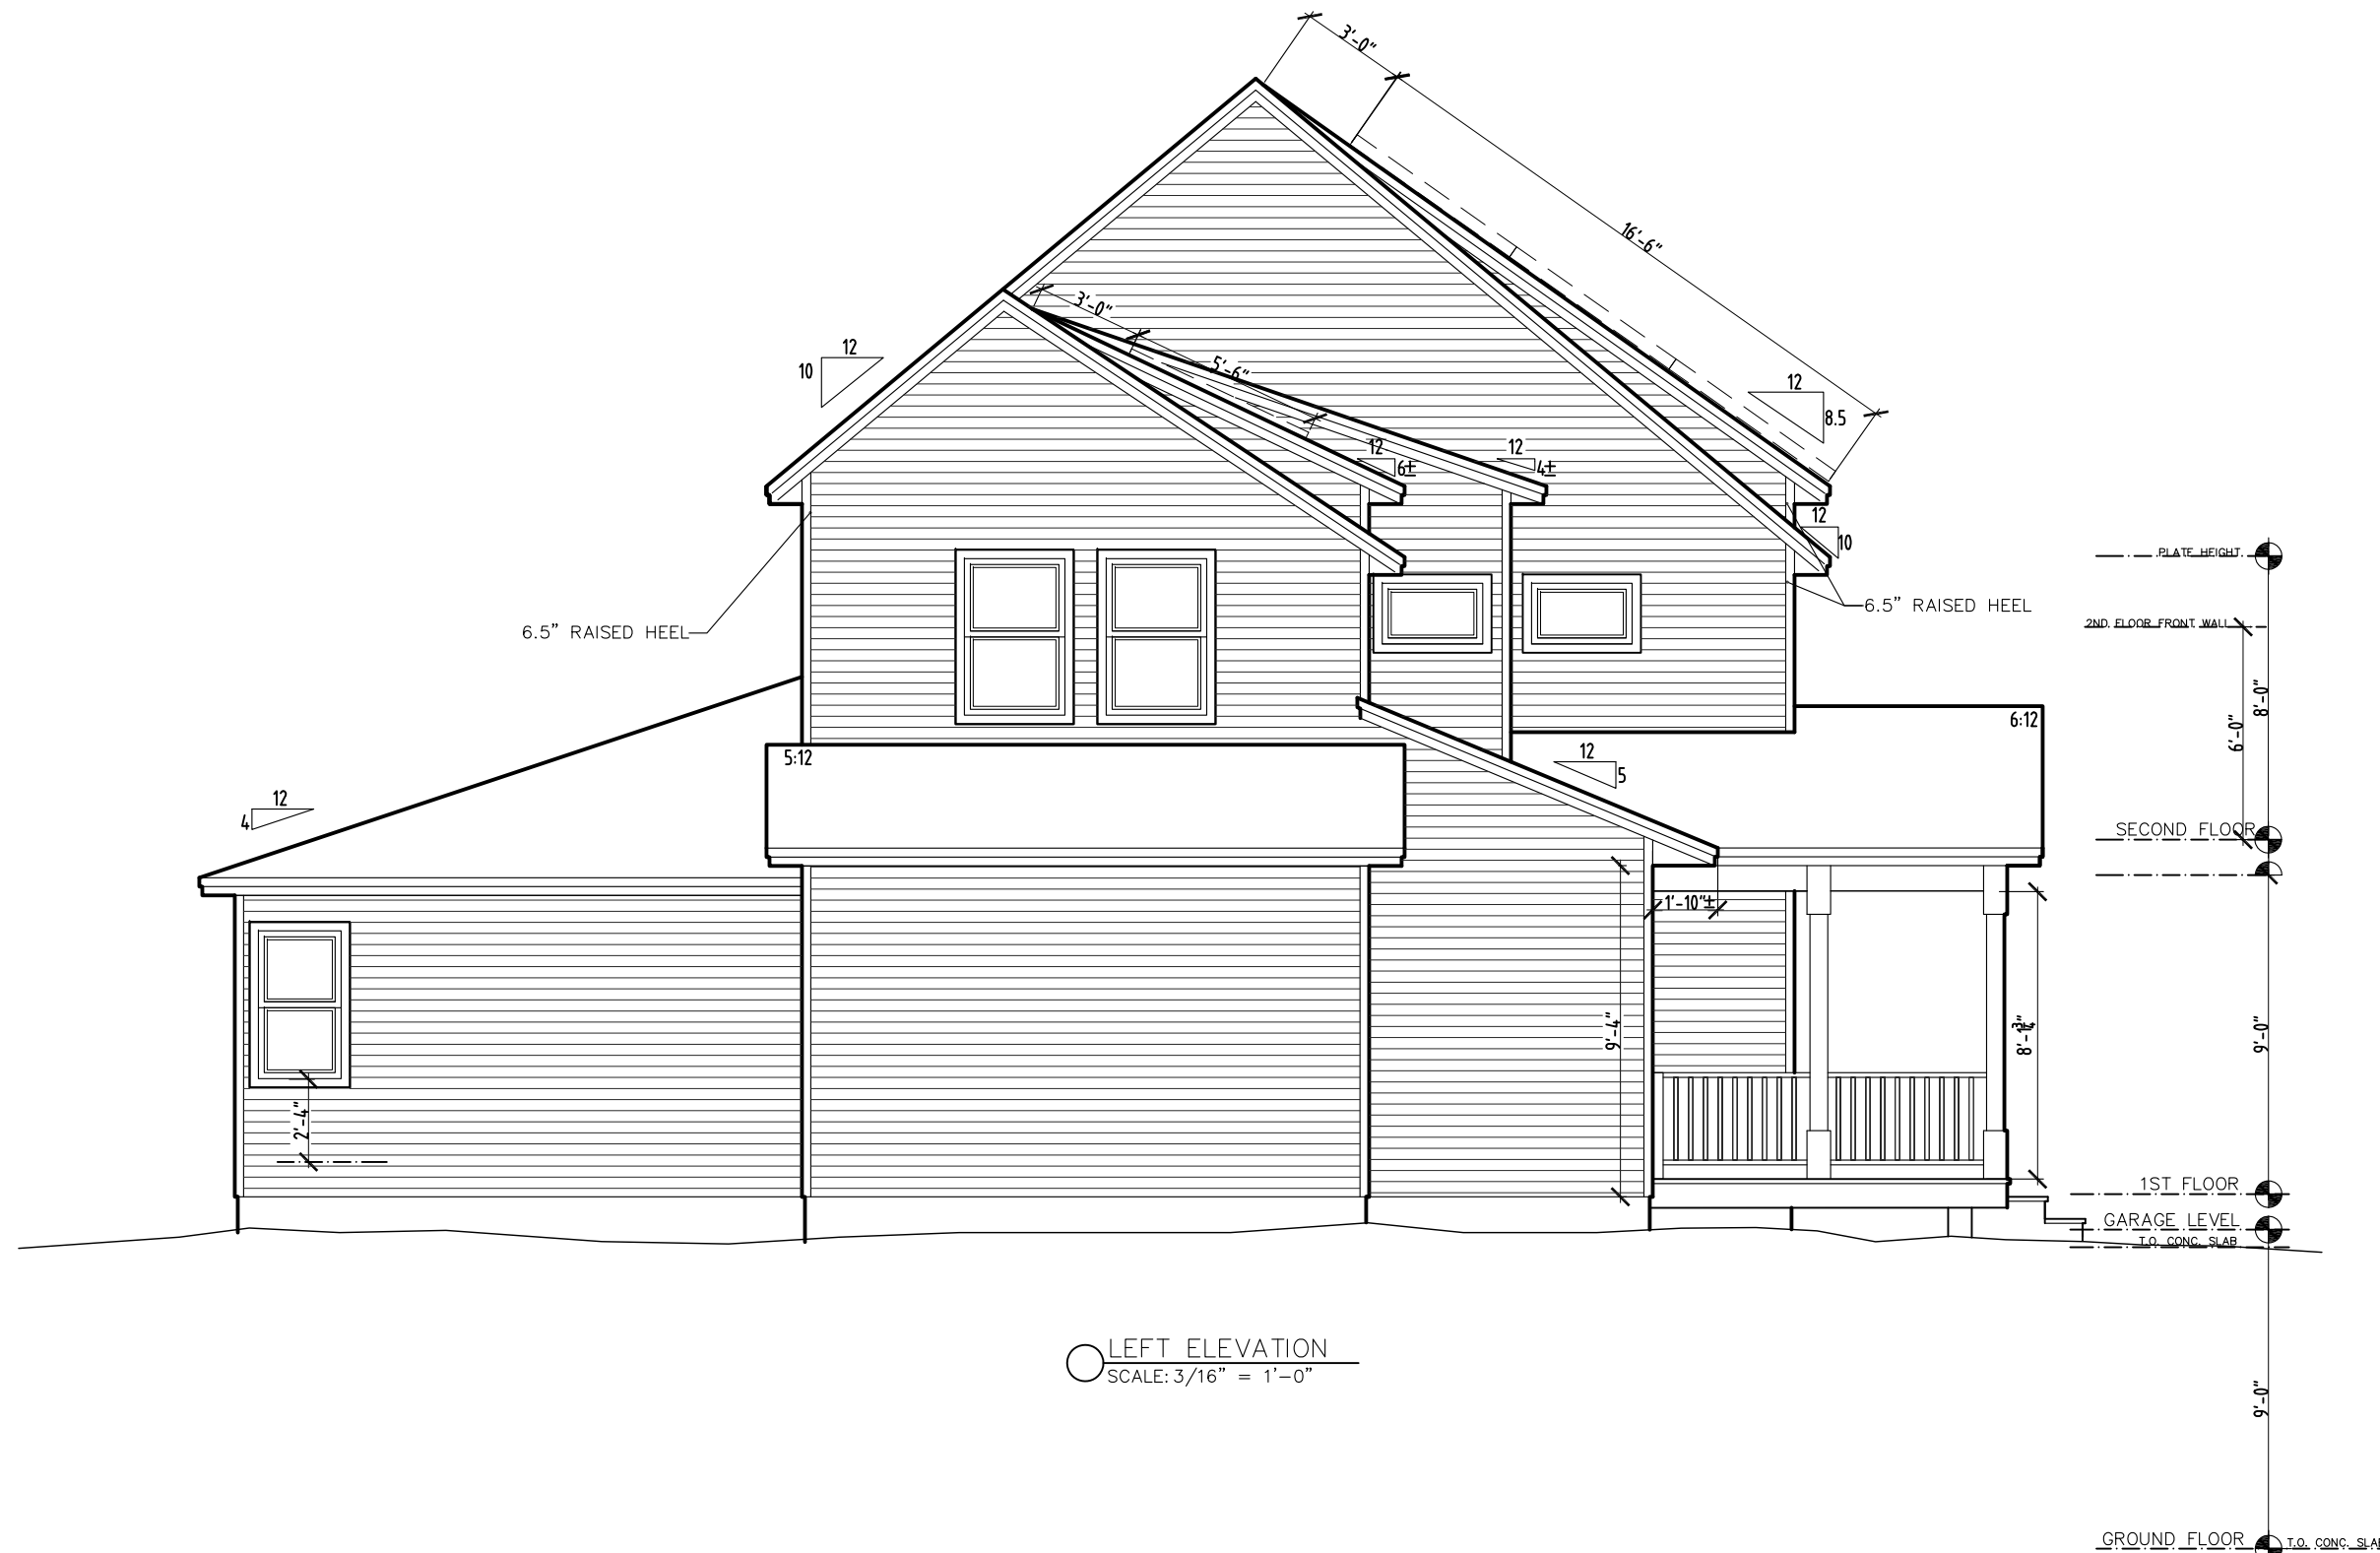 3'-0"
16'-6"
3'-0"
5'-6"
12
10
12
8.5
12
6±
12
4±
12
10
PLATE HEIGHT
6.5" RAISED HEEL
6.5" RAISED HEEL
2ND. FLOOR FRONT WALL
8'-0"
6'-0"
6:12
5:12
12
5
12
4
SECOND FLOOR
1'-10"±
9'-4"
9'-0"
2'-4"
1ST FLOOR
GARAGE LEVEL
T.O. CONC. SLAB
LEFT ELEVATION
SCALE: 3/16" = 1'-0"
9'-0"
GROUND FLOOR
T.O. CONC.